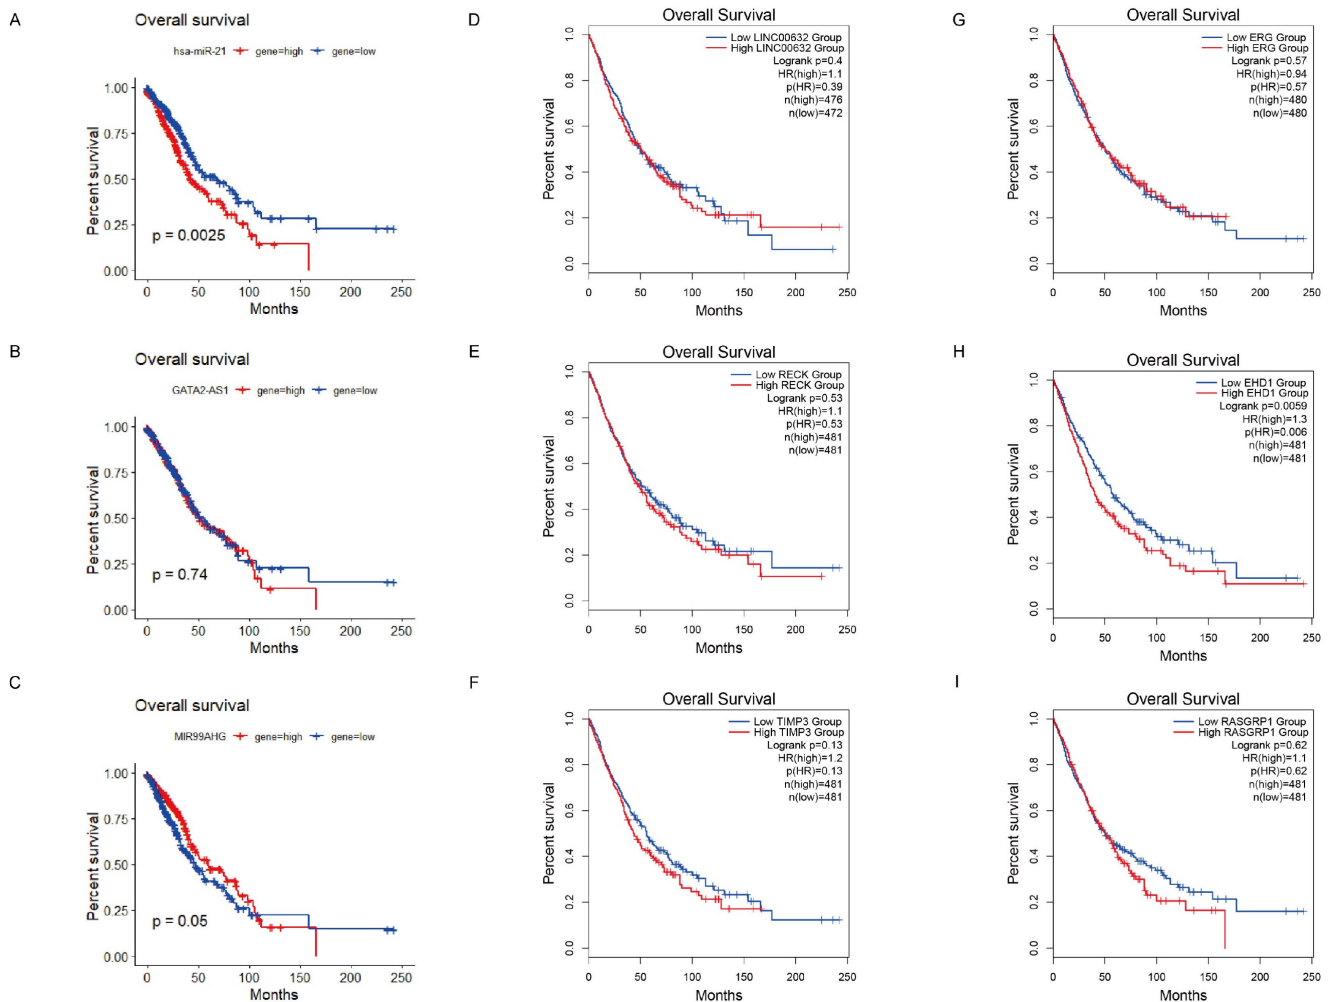 A
Overall survival
hsa-miR-21 gene=high gene=low
Percent survival
1.00
0.75
0.50
0.25
0.00
p = 0.0025
0 50 100 150 200 250
Months
B
Overall survival
GATA2-AS1 gene=high gene=low
Percent survival
1.00
0.75
0.50
0.25
0.00
p = 0.74
0 50 100 150 200 250
Months
C
Overall survival
MIR99AHG gene=high gene=low
Percent survival
1.00
0.75
0.50
0.25
0.00
p = 0.05
0 50 100 150 200 250
Months
D
Overall Survival
Low LINC00632 Group
High LINC00632 Group
Logrank p=0.4
HR(high)=1.1
p(HR)=0.39
n(high)=476
n(low)=472
Percent survival
1.0
0.8
0.6
0.4
0.2
0.0
0 50 100 150 200 250
Months
E
Overall Survival
Low RECK Group
High RECK Group
Logrank p=0.53
HR(high)=1.1
p(HR)=0.53
n(high)=481
n(low)=481
Percent survival
1.0
0.8
0.6
0.4
0.2
0.0
0 50 100 150 200 250
Months
F
Overall Survival
Low TIMP3 Group
High TIMP3 Group
Logrank p=0.13
HR(high)=1.2
p(HR)=0.13
n(high)=481
n(low)=481
Percent survival
1.0
0.8
0.6
0.4
0.2
0.0
0 50 100 150 200 250
Months
G
Overall Survival
Low ERG Group
High ERG Group
Logrank p=0.57
HR(high)=0.94
p(HR)=0.57
n(high)=480
n(low)=480
Percent survival
1.0
0.8
0.6
0.4
0.2
0.0
0 50 100 150 200 250
Months
H
Overall Survival
Low EHD1 Group
High EHD1 Group
Logrank p=0.0059
HR(high)=1.3
p(HR)=0.006
n(high)=481
n(low)=481
Percent survival
1.0
0.8
0.6
0.4
0.2
0.0
0 50 100 150 200 250
Months
I
Overall Survival
Low RASGRP1 Group
High RASGRP1 Group
Logrank p=0.62
HR(high)=1.1
p(HR)=0.62
n(high)=481
n(low)=481
Percent survival
1.0
0.8
0.6
0.4
0.2
0.0
0 50 100 150 200 250
Months